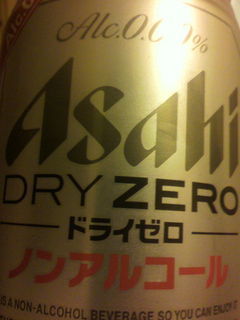 Alc.0.00%
Asahi
DRY ZERO
ドライゼロ
ノンアルコール
IS A NON-ALCOHOL BEVERAGE SO YOU CAN ENJOY IT